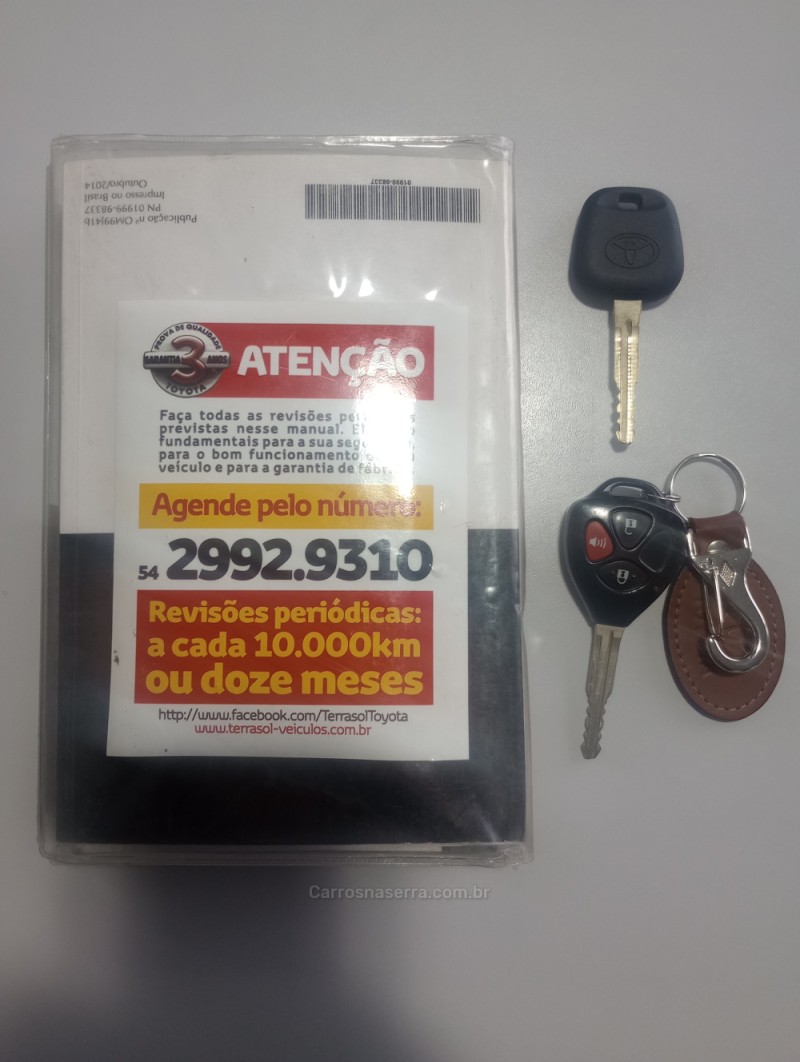 Publicação nº OM99J41b
PN 01999-98337
Impresso no Brasil
Outubro/2014
01999-98337
PROVA DE QUALIDADE
GARANTIA 3 ANOS
TOYOTA
ATENÇÃO
Faça todas as revisões
previstas nesse manual.
fundamentais para a sua
para o bom funcionamento
veículo e para a garantia de
Agende pelo número:
54 2992.9310
Revisões periódicas:
a cada 10.000km
ou doze meses
http://www.facebook.com/TerrasolToyota
www.terrasol-veiculos.com.br
Carrosnaserra.com.br